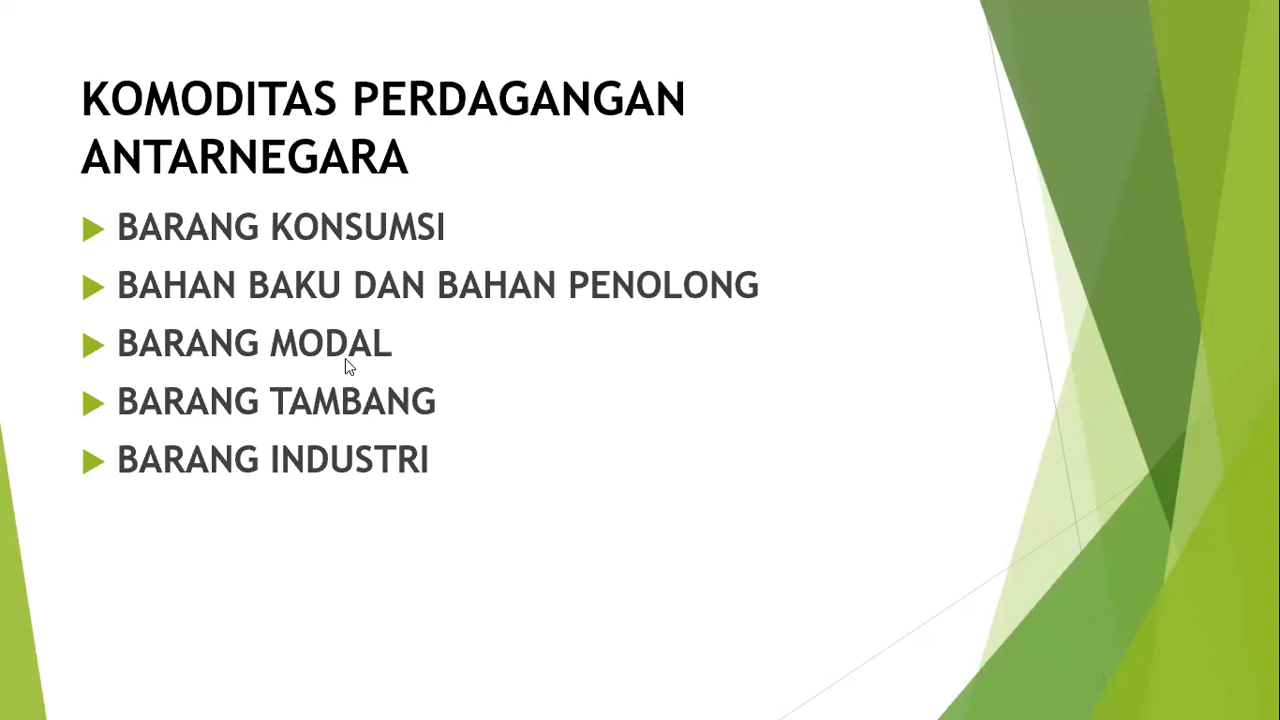 KOMODITAS PERDAGANGAN
ANTARNEGARA
BARANG KONSUMSI
BAHAN BAKU DAN BAHAN PENOLONG
BARANG MODAL
BARANG TAMBANG
BARANG INDUSTRI